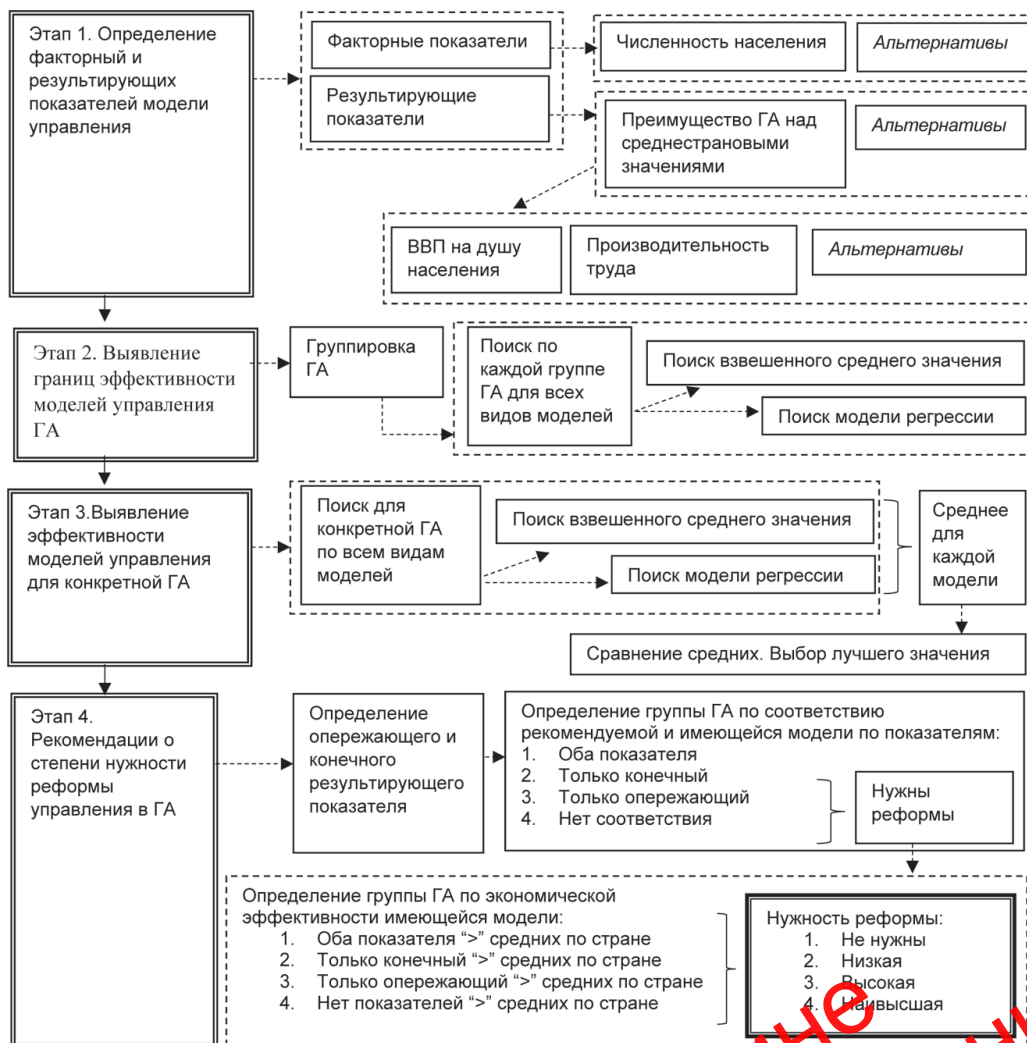 Этап 1. Определение
факторный и
результирующих
показателей модели
управления
Факторные показатели
Результирующие
показатели
Численность населения
Альтернативы
Преимущество ГА над
среднестрановыми
значениями
Альтернативы
ВВП на душу
населения
Производительность
труда
Альтернативы
Этап 2. Выявление
границ эффективности
моделей управления
ГА
Группировка
ГА
Поиск по
каждой группе
ГА для всех
видов моделей
Поиск взвешенного среднего значения
Поиск модели регрессии
Этап 3.Выявление
эффективности
моделей управления
для конкретной ГА
Поиск для
конкретной ГА
по всем видам
моделей
Поиск взвешенного среднего значения
Поиск модели регрессии
Среднее
для
каждой
модели
Сравнение средних. Выбор лучшего значения
Этап 4.
Рекомендации о
степени нужности
реформы
управления в ГА
Определение
опережающего и
конечного
результирующего
показателя
Определение группы ГА по соответствию
рекомендуемой и имеющейся модели по показателям:
1. Оба показателя
2. Только конечный
3. Только опережающий
4. Нет соответствия
Нужны
реформы
Определение группы ГА по экономической
эффективности имеющейся модели:
1. Оба показателя “>” средних по стране
2. Только конечный “>” средних по стране
3. Только опережающий “>” средних по стране
4. Нет показателей “>” средних по стране
Нужность реформы:
1. Не нужны
2. Низкая
3. Высокая
4. Наивысшая